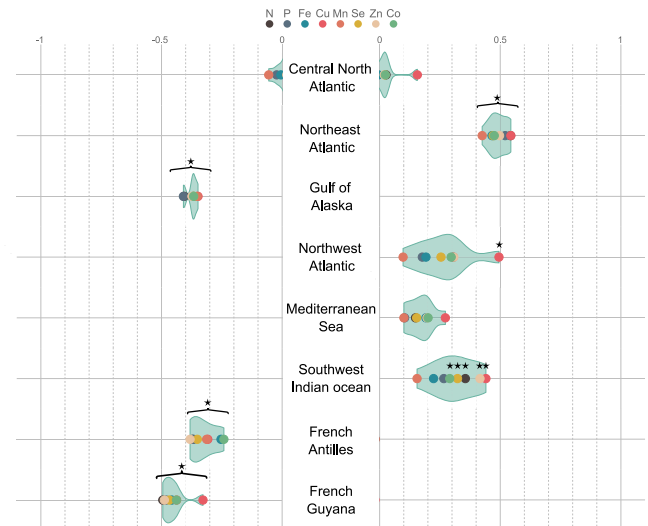 N P Fe Cu Mn Se Zn Co
-1 -0.5 0 0 0.5 1
Central North
Atlantic
Northeast
Atlantic
Gulf of
Alaska
Northwest
Atlantic
Mediterranean
Sea
Southwest
Indian ocean
French
Antilles
French
Guyana